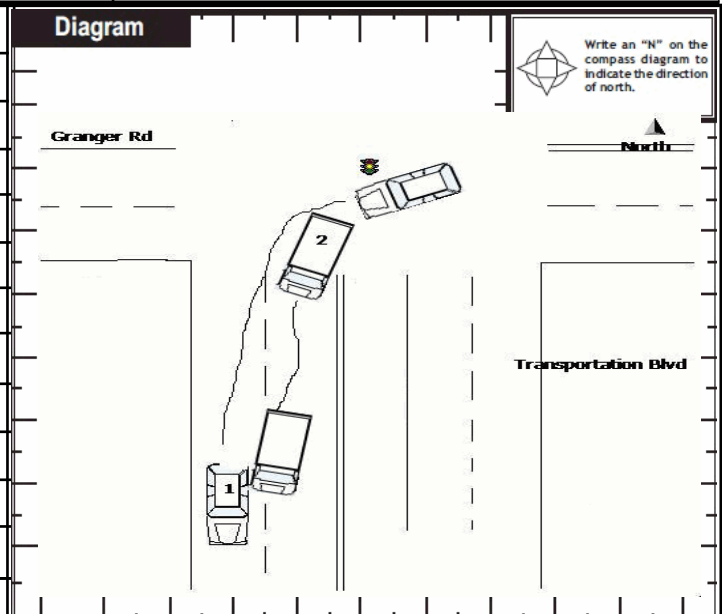 Diagram
Write an “N” on the
compass diagram to
indicate the direction
of north.
Granger Rd
North
2
Transportation Blvd
1